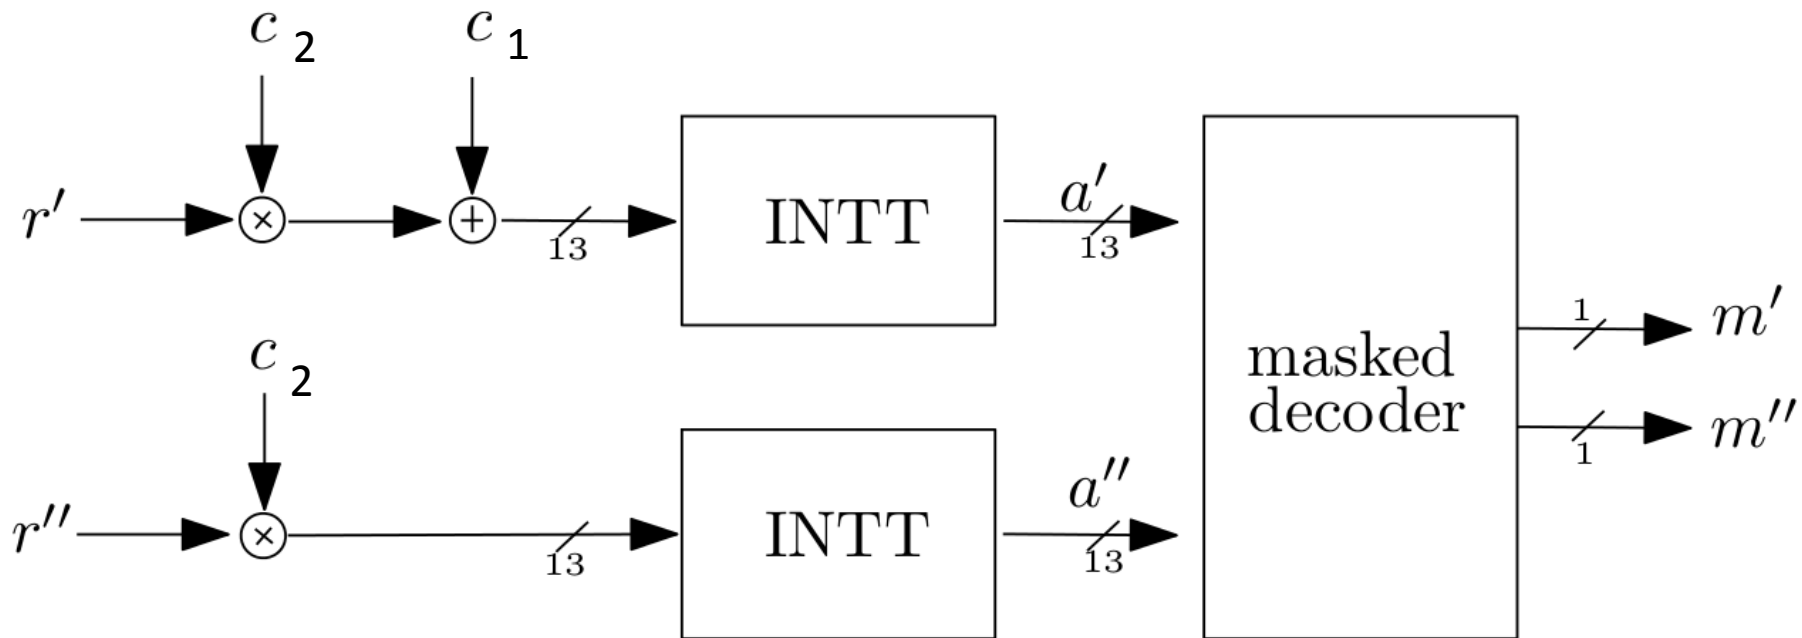 c 2
c 1
r′
×
+
13
INTT
a′
13
c 2
r″
×
13
INTT
a″
13
masked
decoder
1
m′
m″
1